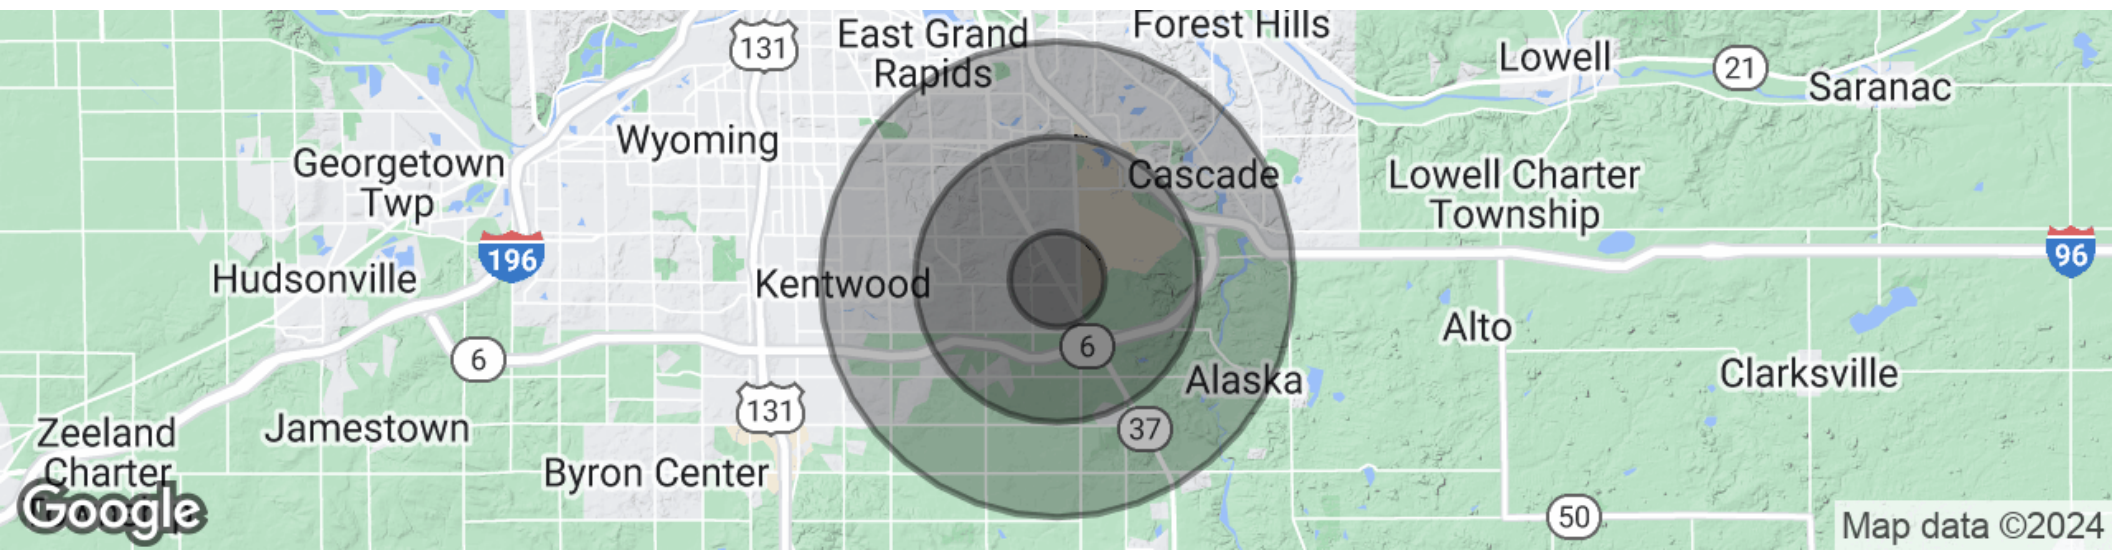 Forest Hills
East Grand
Rapids
131
Lowell
21
Saranac
Wyoming
Georgetown
Twp
Cascade
Lowell Charter
Township
196
96
Hudsonville
Kentwood
Alto
6
6
Clarksville
Alaska
131
Jamestown
37
Zeeland
Charter
Byron Center
Google
50
Map data ©2024